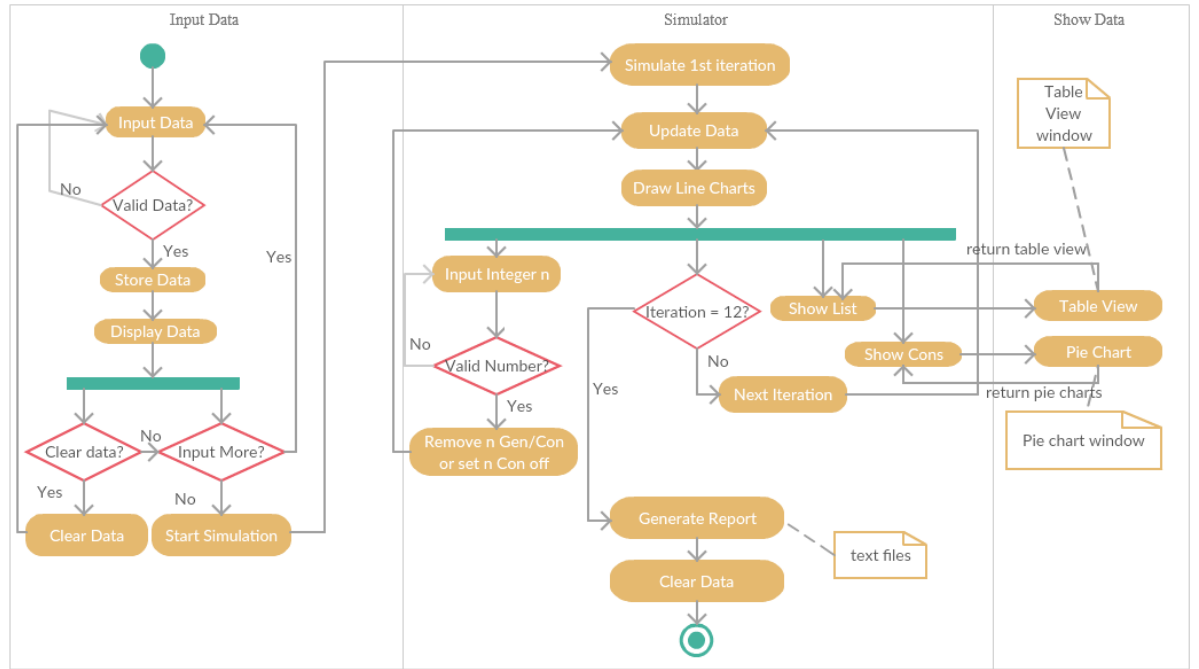 Input Data
Simulator
Show Data
Input Data
No
Valid Data?
Yes
Yes
Store Data
Display Data
Clear data?
No
Input More?
Yes
No
Clear Data
Start Simulation
Simulate 1st iteration
Update Data
Draw Line Charts
Input Integer n
No
Valid Number?
Yes
Remove n Gen/Con
or set n Con off
Iteration = 12?
No
Yes
Next Iteration
Show List
Show Cons
Generate Report
text files
Clear Data
Table
View
window
return table view
Table View
Pie Chart
return pie charts
Pie chart window